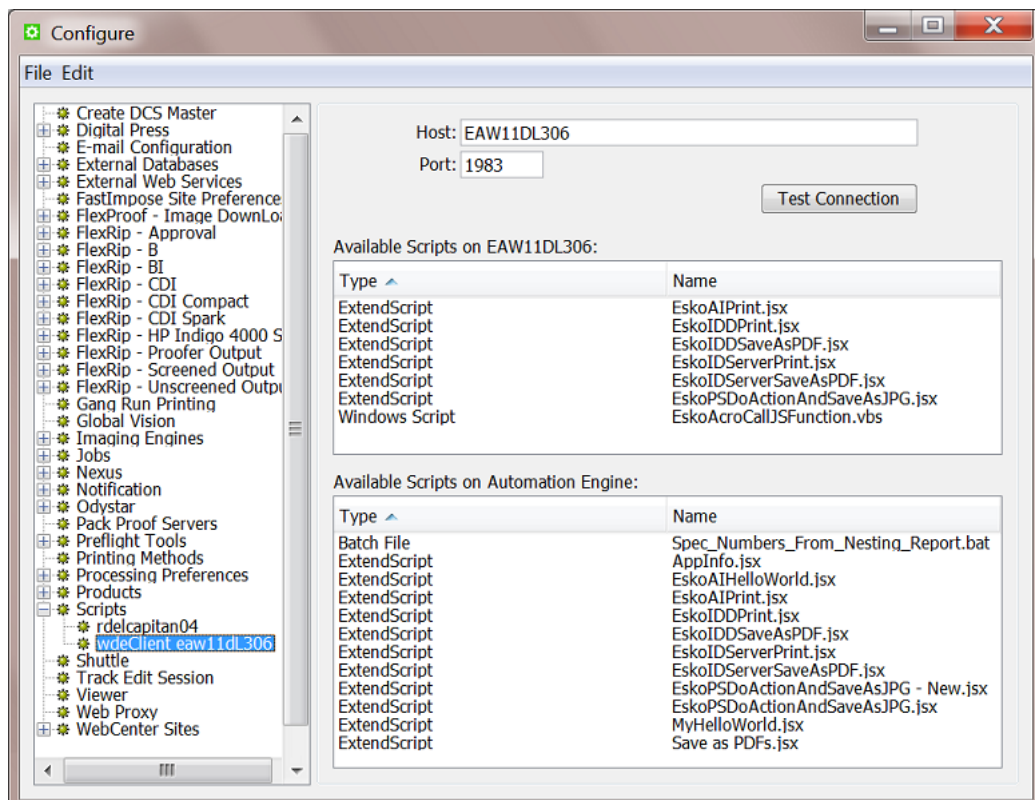 Configure
File Edit
Create DCS Master
Digital Press
E-mail Configuration
External Databases
External Web Services
FastImpose Site Preference
FlexProof - Image DownLoa
FlexRip - Approval
FlexRip - B
FlexRip - BI
FlexRip - CDI
FlexRip - CDI Compact
FlexRip - CDI Spark
FlexRip - HP Indigo 4000 S
FlexRip - Proofer Output
FlexRip - Screened Output
FlexRip - Unscreened Outpu
Gang Run Printing
Global Vision
Imaging Engines
Jobs
Nexus
Notification
Odystar
Pack Proof Servers
Preflight Tools
Printing Methods
Processing Preferences
Products
Scripts
rdelcapitan04
wdeClient eaw11dL306
Shuttle
Track Edit Session
Viewer
Web Proxy
WebCenter Sites
Host: EAW11DL306
Port: 1983
Test Connection
Available Scripts on EAW11DL306:
Type Name
ExtendScript EskoAIPrint.jsx
ExtendScript EskoIDDPrint.jsx
ExtendScript EskoIDDSaveAsPDF.jsx
ExtendScript EskoIDServerPrint.jsx
ExtendScript EskoIDServerSaveAsPDF.jsx
ExtendScript EskoPSDoActionAndSaveAsJPG.jsx
Windows Script EskoAcroCallJSFunction.vbs
Available Scripts on Automation Engine:
Type Name
Batch File Spec_Numbers_From_Nesting_Report.bat
ExtendScript AppInfo.jsx
ExtendScript EskoAIHelloWorld.jsx
ExtendScript EskoAIPrint.jsx
ExtendScript EskoIDDPrint.jsx
ExtendScript EskoIDDSaveAsPDF.jsx
ExtendScript EskoIDServerPrint.jsx
ExtendScript EskoIDServerSaveAsPDF.jsx
ExtendScript EskoPSDoActionAndSaveAsJPG - New.jsx
ExtendScript EskoPSDoActionAndSaveAsJPG.jsx
ExtendScript MyHelloWorld.jsx
ExtendScript Save as PDFs.jsx